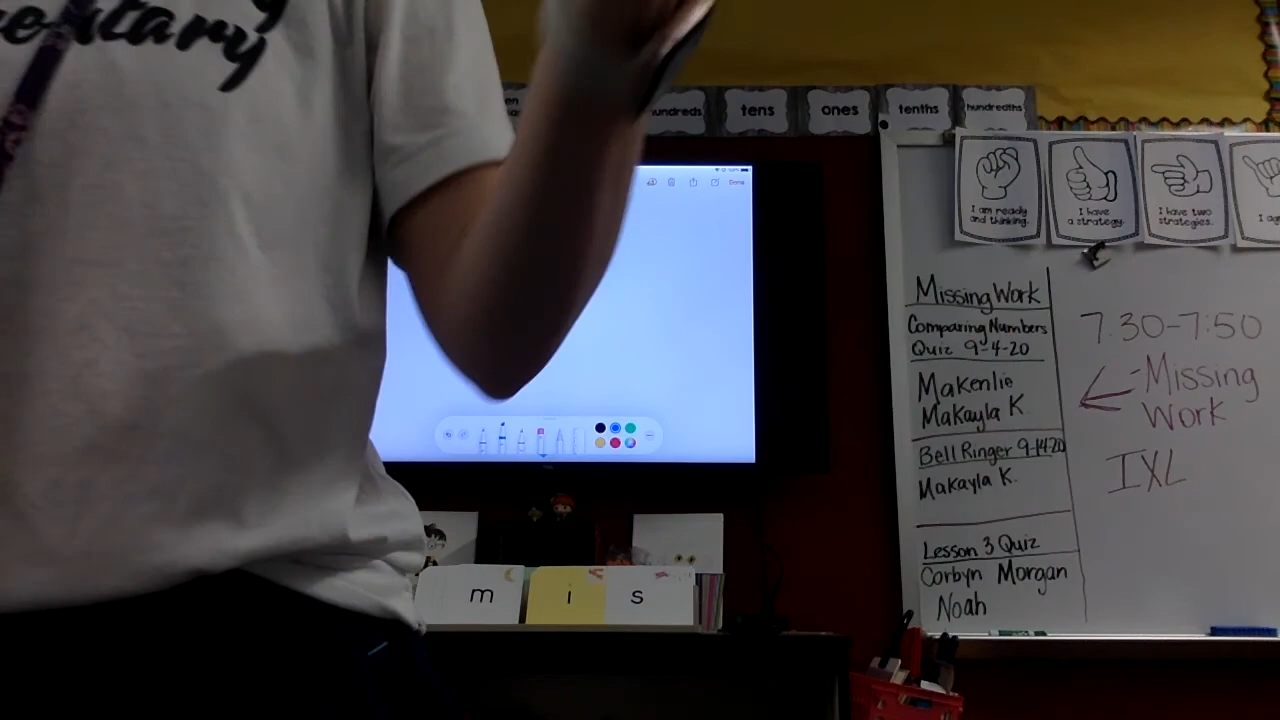 hundreds
tens
ones
tenths
hundredths
Done
I am ready
and thinking.
I have
a strategy.
I have two
strategies.
Missing Work
Comparing Numbers
Quiz 9-4-20
Makenlie
Makayla K.
Bell Ringer 9-14-20
Makayla K.
Lesson 3 Quiz
Corbyn Morgan
Noah
7:30-7:50
-Missing
Work
IXL
m
i
s